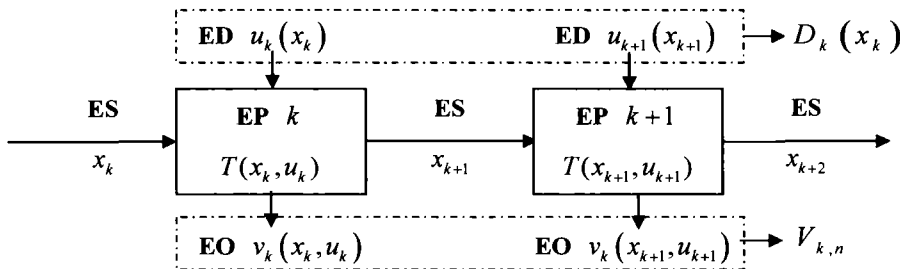 ED u_k(x_k) ED u_{k+1}(x_{k+1}) D_k (x_k)
ES EP k ES EP k+1 ES
x_k T(x_k,u_k) x_{k+1} T(x_{k+1},u_{k+1}) x_{k+2}
EO v_k(x_k,u_k) EO v_k(x_{k+1},u_{k+1}) V_{k,n}